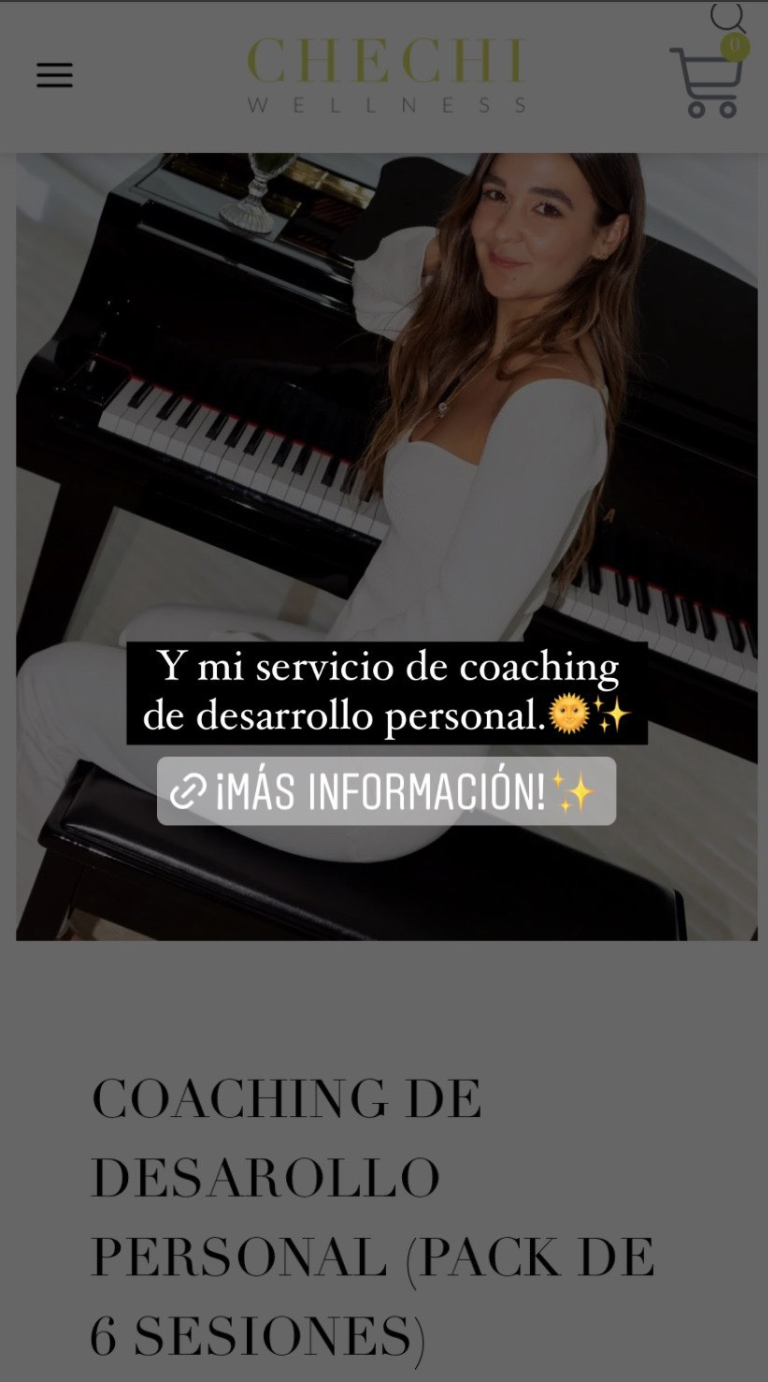 CHECHI
WELLNESS
0
Y mi servicio de coaching
de desarrollo personal.🌞✨
¡MÁS INFORMACIÓN!✨
COACHING DE
DESAROLLO
PERSONAL (PACK DE
6 SESIONES)